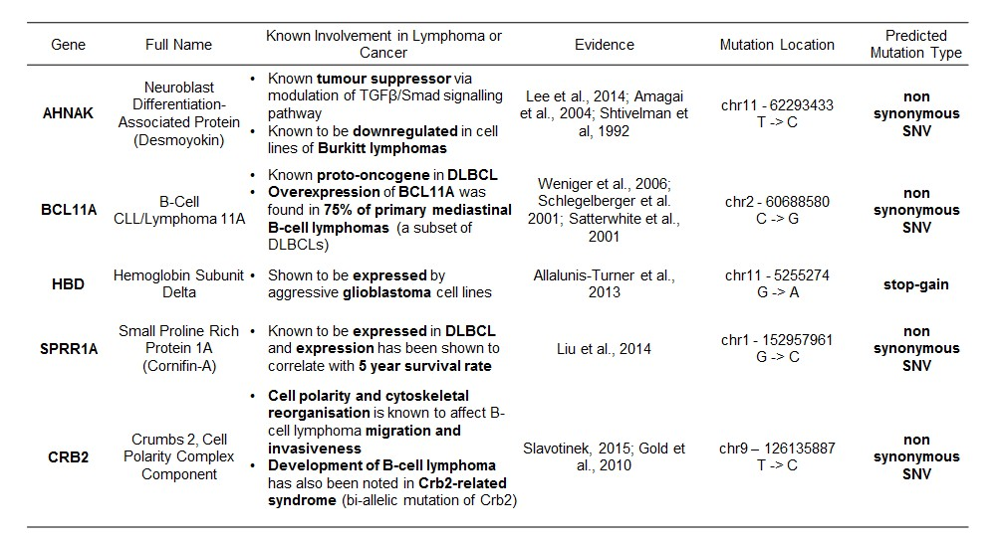 Gene
Full Name
Known Involvement in Lymphoma or
Cancer
Evidence
Mutation Location
Predicted
Mutation Type
AHNAK
Neuroblast
Differentiation-
Associated Protein
(Desmoyokin)
• Known tumour suppressor via
modulation of TGFβ/Smad signalling
pathway
• Known to be downregulated in cell
lines of Burkitt lymphomas
Lee et al., 2014; Amagai
et al., 2004; Shtivelman et
al, 1992
chr11 - 62293433
T -> C
non
synonymous
SNV
BCL11A
B-Cell
CLL/Lymphoma 11A
• Known proto-oncogene in DLBCL
• Overexpression of BCL11A was
found in 75% of primary mediastinal
B-cell lymphomas (a subset of
DLBCLs)
Weniger et al., 2006;
Schlegelberger et al.
2001; Satterwhite et al.,
2001
chr2 - 60688580
C -> G
non
synonymous
SNV
HBD
Hemoglobin Subunit
Delta
• Shown to be expressed by
aggressive glioblastoma cell lines
Allalunis-Turner et al.,
2013
chr11 - 5255274
G -> A
stop-gain
SPRR1A
Small Proline Rich
Protein 1A
(Cornifin-A)
• Known to be expressed in DLBCL
and expression has been shown to
correlate with 5 year survival rate
Liu et al., 2014
chr1 - 152957961
G -> C
non
synonymous
SNV
CRB2
Crumbs 2, Cell
Polarity Complex
Component
• Cell polarity and cytoskeletal
reorganisation is known to affect B-
cell lymphoma migration and
invasiveness
• Development of B-cell lymphoma
has also been noted in Crb2-related
syndrome (bi-allelic mutation of Crb2)
Slavotinek, 2015; Gold et
al., 2010
chr9 – 126135887
T -> C
non
synonymous
SNV